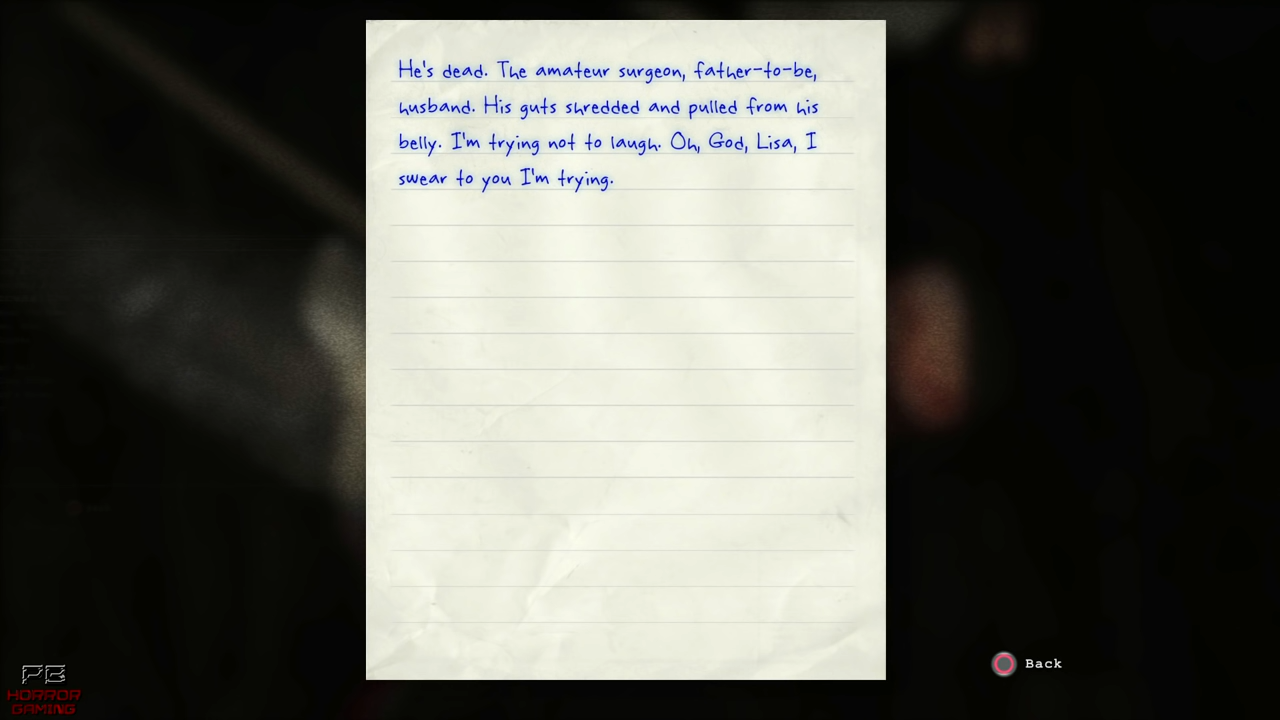 He's dead. The amateur surgeon, father-to-be,
husband. His guts shredded and pulled from his
belly. I'm trying not to laugh. Oh, God, Lisa, I
swear to you I'm trying.
Back
PB
HORROR
GAMING